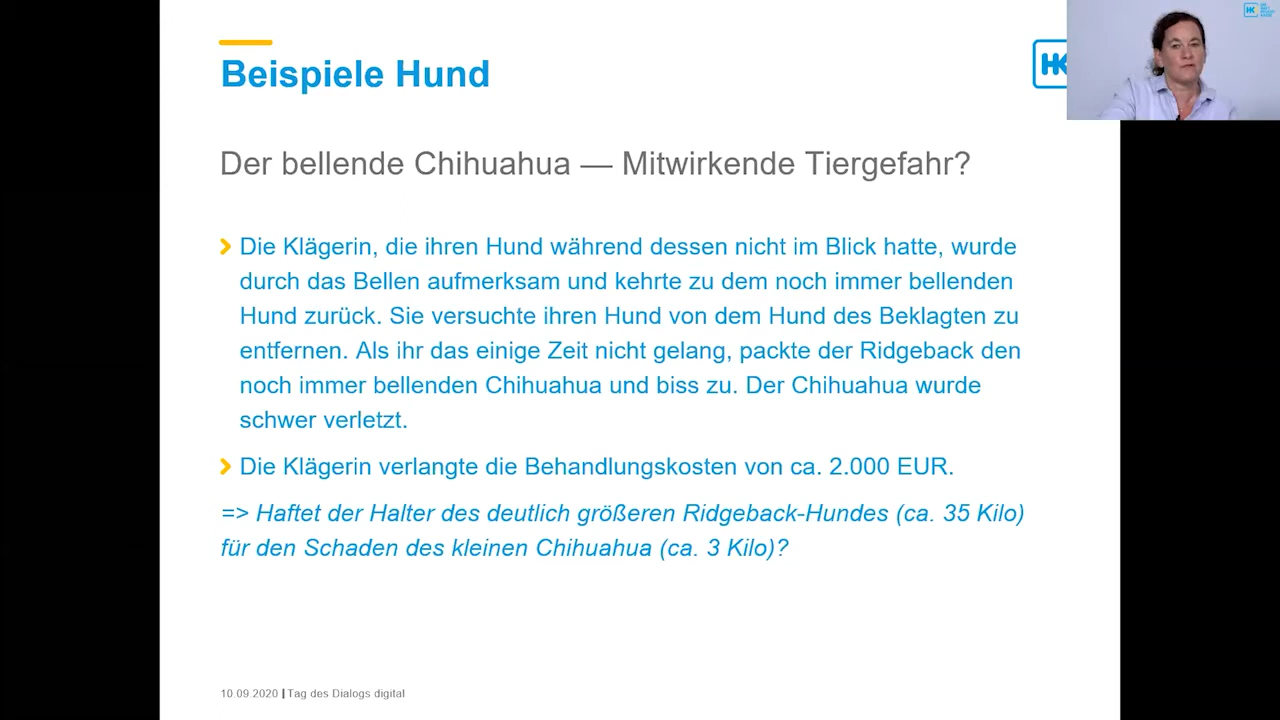 Beispiele Hund
HK
Der bellende Chihuahua — Mitwirkende Tiergefahr?
Die Klägerin, die ihren Hund während dessen nicht im Blick hatte, wurde
durch das Bellen aufmerksam und kehrte zu dem noch immer bellenden
Hund zurück. Sie versuchte ihren Hund von dem Hund des Beklagten zu
entfernen. Als ihr das einige Zeit nicht gelang, packte der Ridgeback den
noch immer bellenden Chihuahua und biss zu. Der Chihuahua wurde
schwer verletzt.
Die Klägerin verlangte die Behandlungskosten von ca. 2.000 EUR.
=> Haftet der Halter des deutlich größeren Ridgeback-Hundes (ca. 35 Kilo)
für den Schaden des kleinen Chihuahua (ca. 3 Kilo)?
10.09.2020 | Tag des Dialogs digital